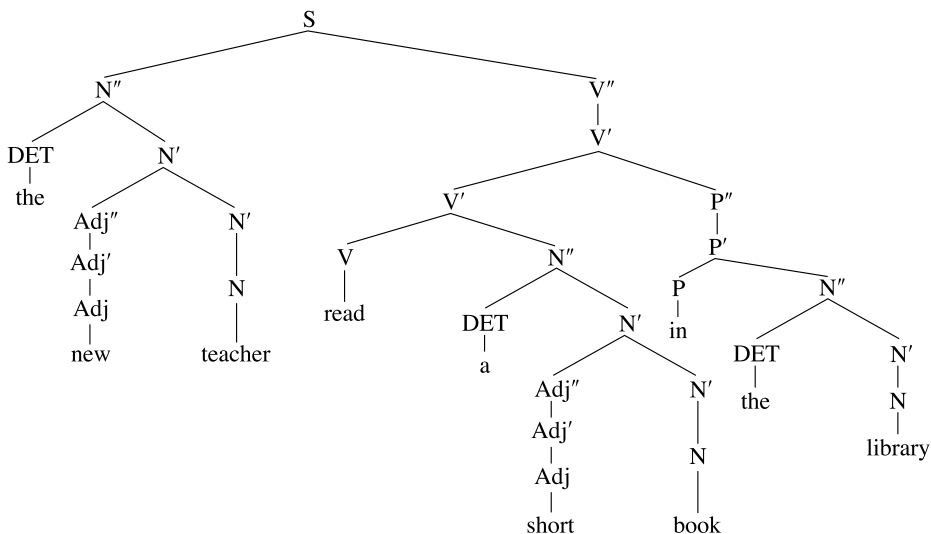 S
N″ V″
V′
DET N′ V′ P″
the
Adj″ N′ P′
Adj′ V N″ P N″
Adj N read DET N′ in
new teacher a DET N′
Adj″ N′ the N
Adj′ library
Adj N
short book